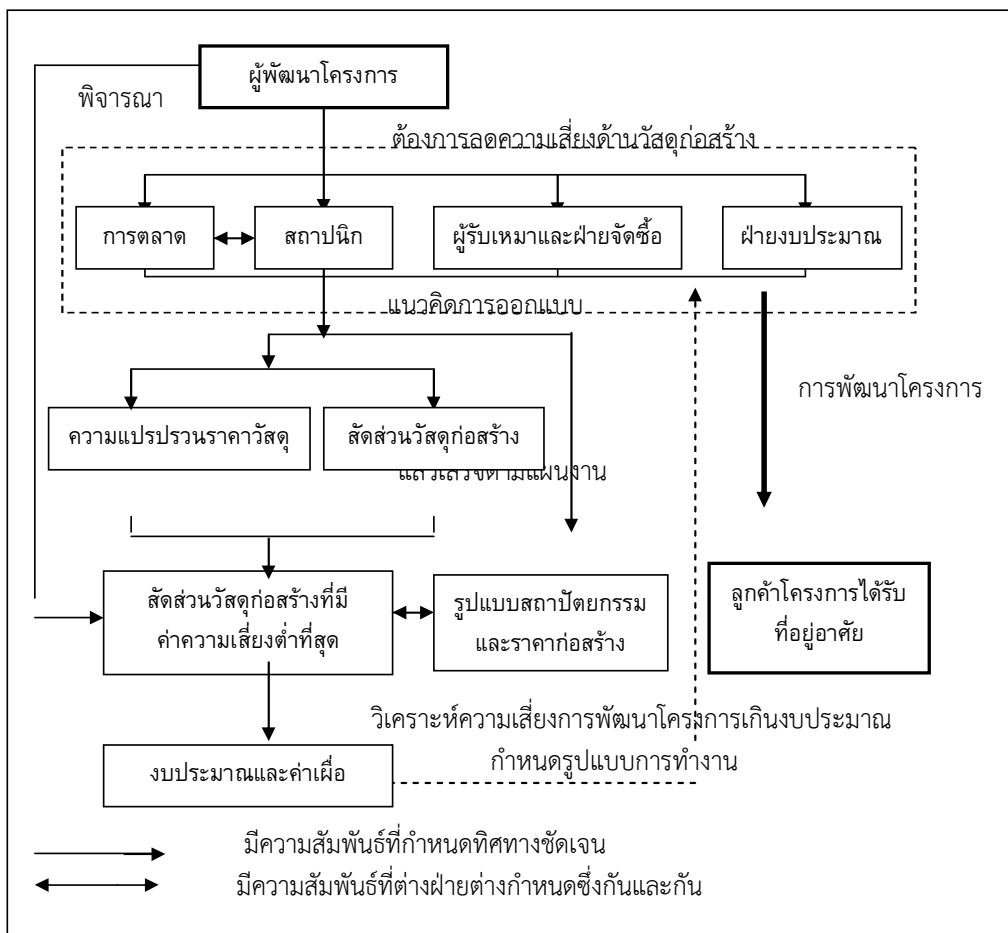 ผู้พัฒนาโครงการ
พิจารณา
ต้องการลดความเสี่ยงด้านวัสดุก่อสร้าง
การตลาด
สถาปนิก
ผู้รับเหมาและฝ่ายจัดซื้อ
ฝ่ายงบประมาณ
แนวคิดการออกแบบ
การพัฒนาโครงการ
ความแปรปรวนราคาวัสดุ
สัดส่วนวัสดุก่อสร้าง
แล้วเสร็จตามแผนงาน
สัดส่วนวัสดุก่อสร้างที่มี
ค่าความเสี่ยงต่ำที่สุด
รูปแบบสถาปัตยกรรม
และราคาก่อสร้าง
ลูกค้าโครงการได้รับ
ที่อยู่อาศัย
วิเคราะห์ความเสี่ยงการพัฒนาโครงการเกินงบประมาณ
กำหนดรูปแบบการทำงาน
งบประมาณและค่าเผื่อ
มีความสัมพันธ์ที่กำหนดทิศทางชัดเจน
มีความสัมพันธ์ที่ต่างฝ่ายต่างกำหนดซึ่งกันและกัน